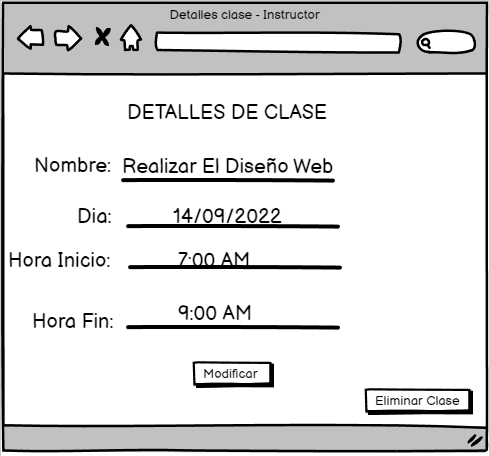 Detalles clase - Instructor
DETALLES DE CLASE
Nombre: Realizar El Diseño Web
Dia: 14/09/2022
Hora Inicio: 7:00 AM
Hora Fin: 9:00 AM
Modificar
Eliminar Clase